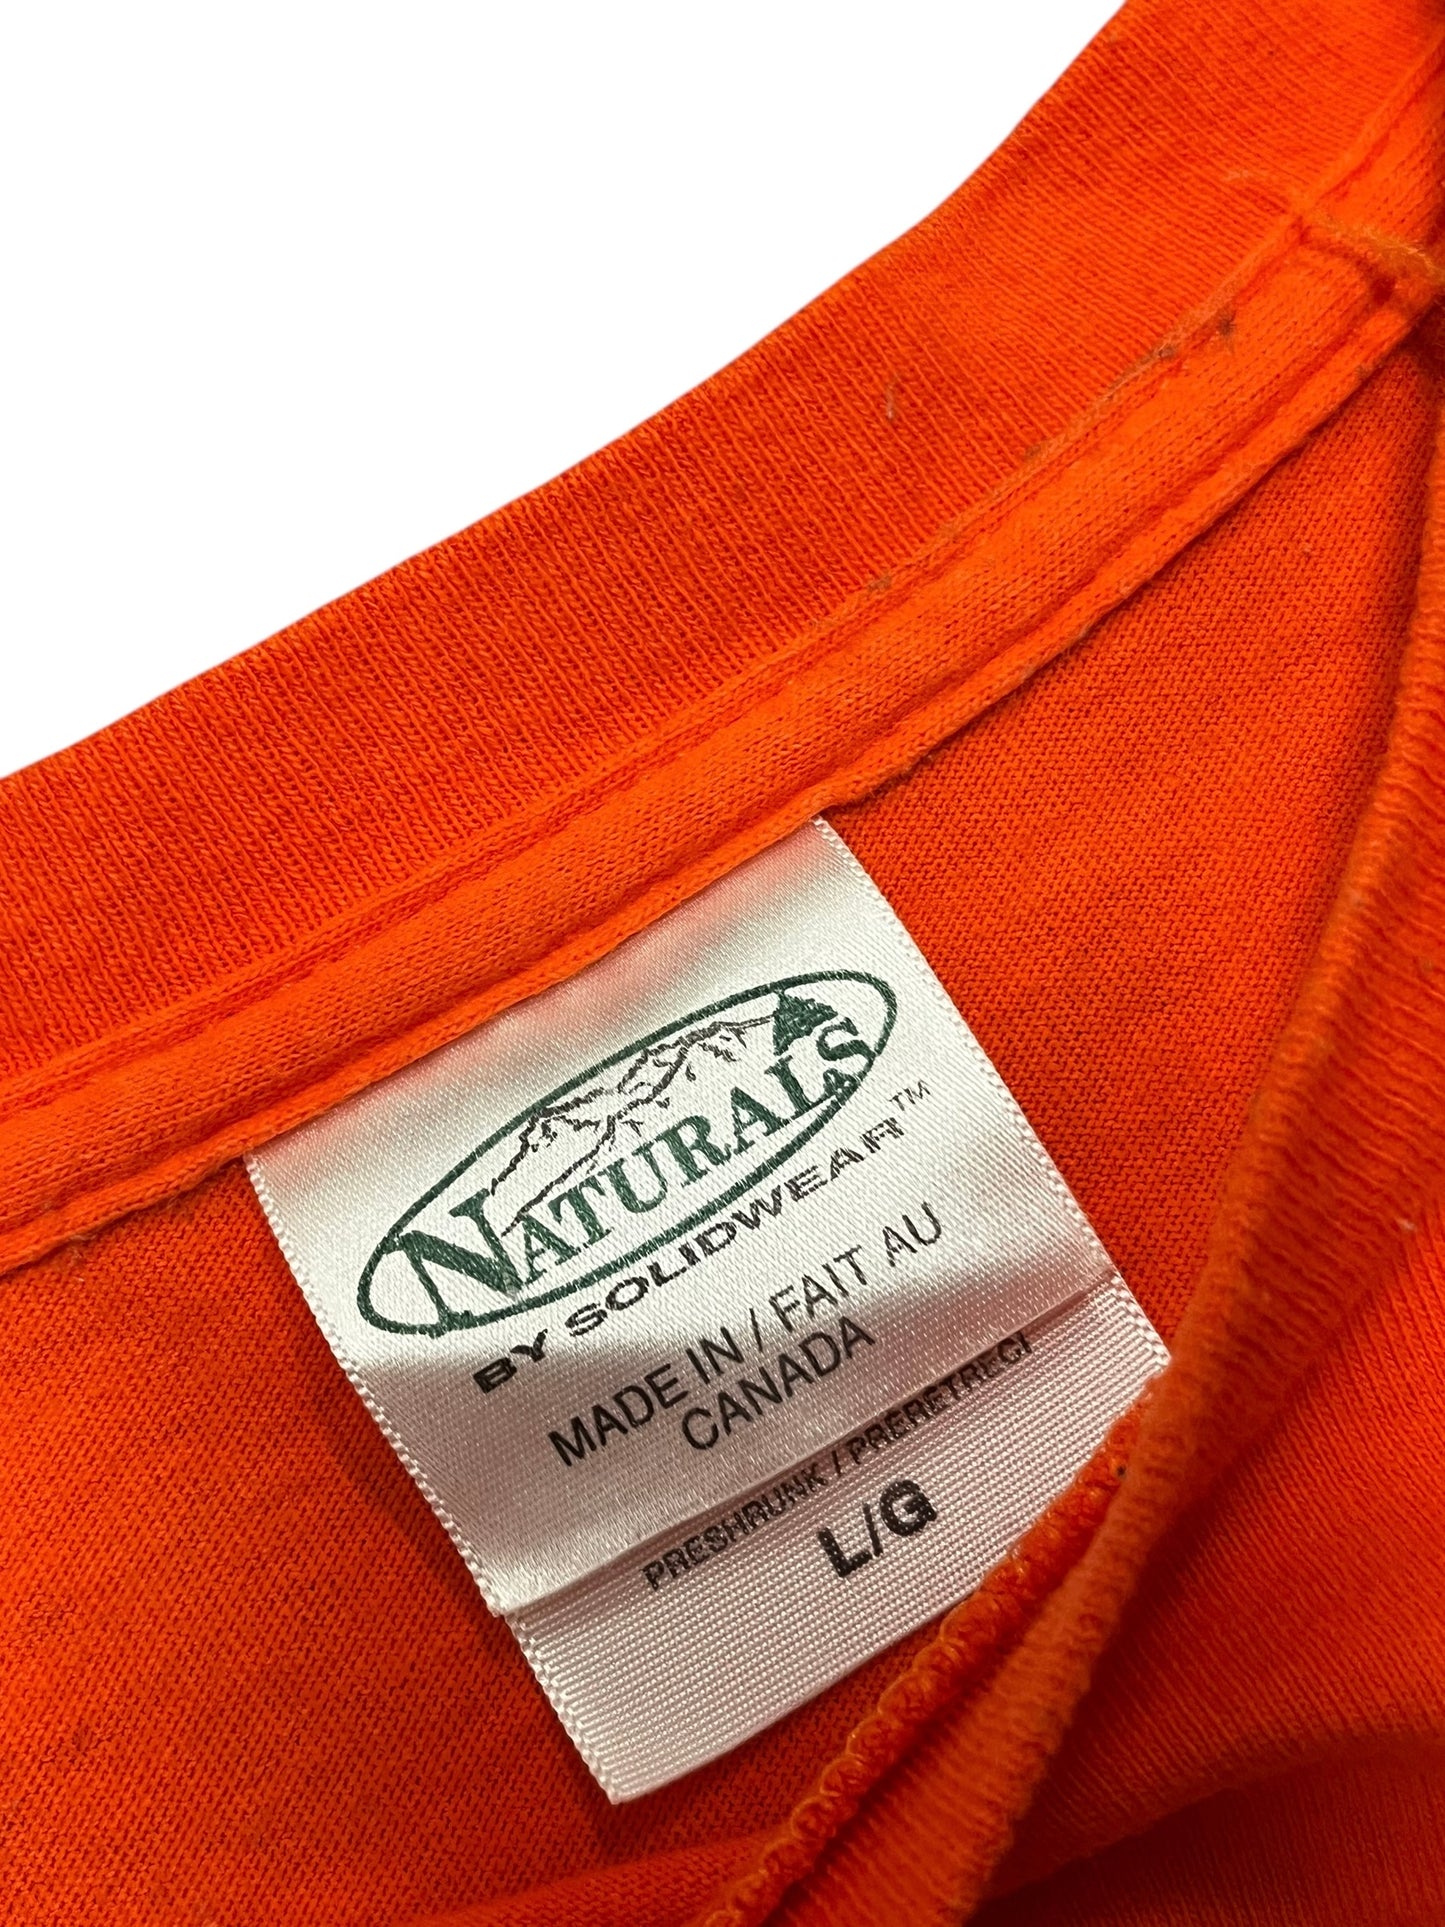 NATURALS
BY SOLIDWEAR™
MADE IN / FAIT AU
CANADA
PRESHRUNK / PRERETRECI
L/G